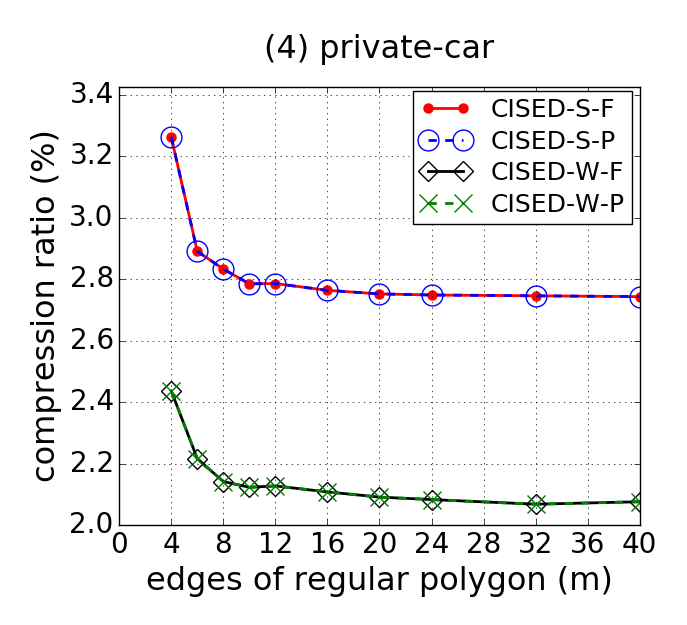 (4) private-car
CISED-S-F
CISED-S-P
CISED-W-F
CISED-W-P
compression ratio (%)
3.4
3.2
3.0
2.8
2.6
2.4
2.2
2.0
0 4 8 12 16 20 24 28 32 36 40
edges of regular polygon (m)